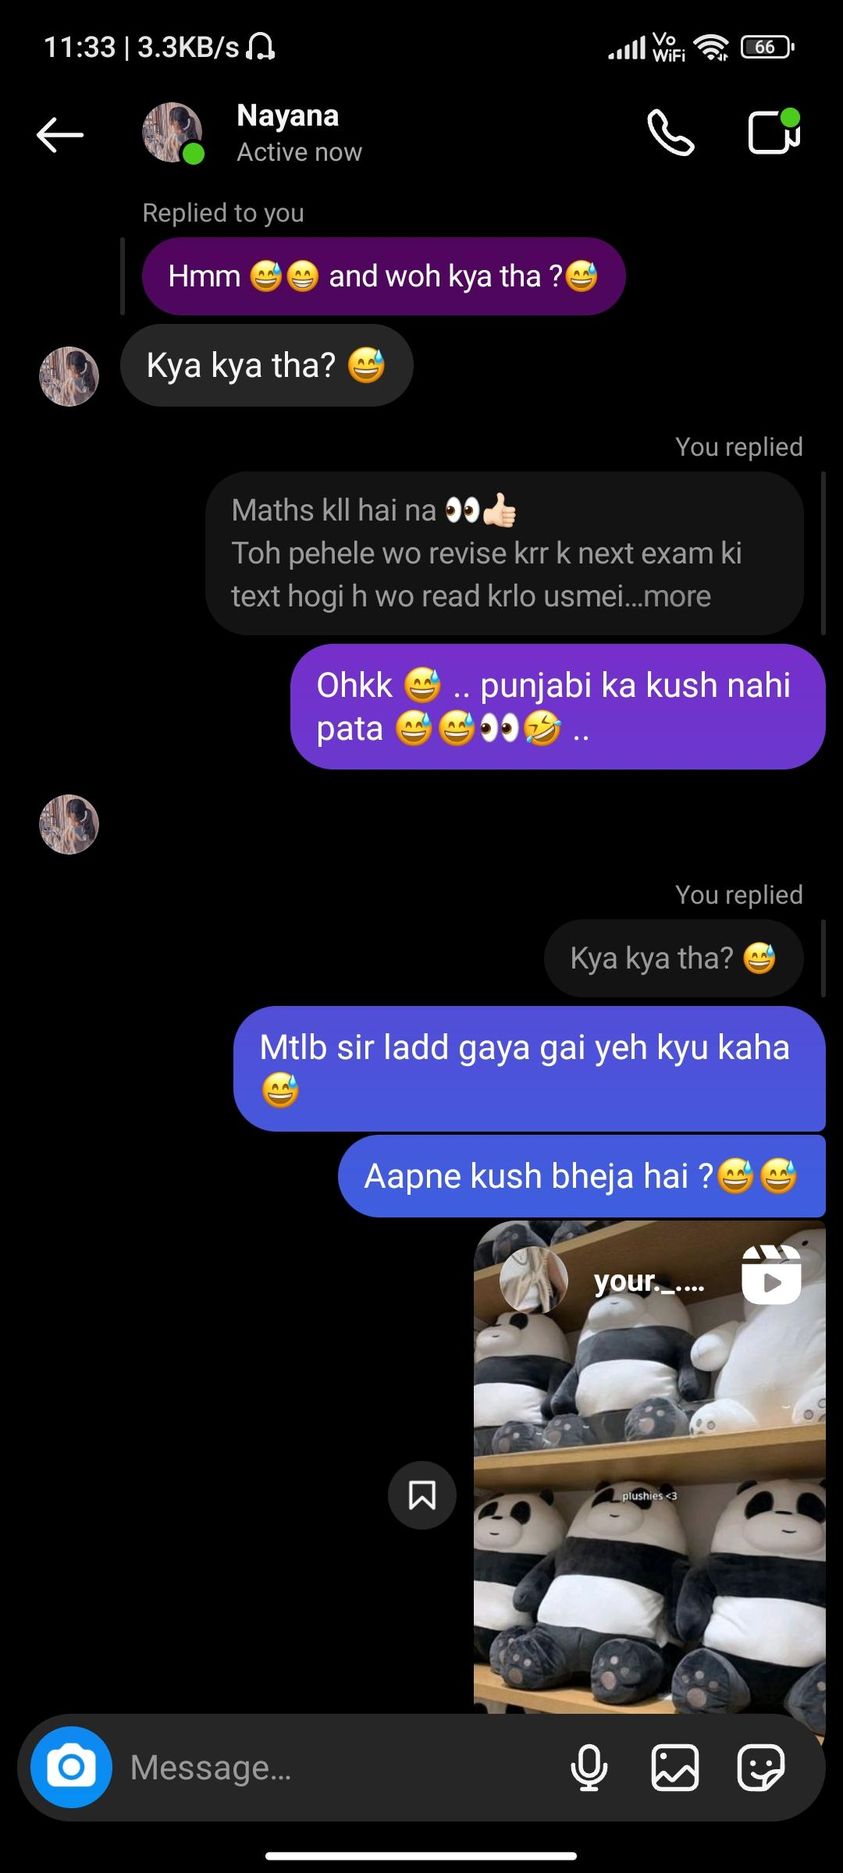 11:33 | 3.3KB/s
Vo
WiFi
66
Nayana
Active now
Replied to you
Hmm 😅😁 and woh kya tha ?😅
Kya kya tha? 😅
You replied
Maths kll hai na 👀👍🏻
Toh pehele wo revise krr k next exam ki
text hogi h wo read krlo usmei...more
Ohkk 😅 .. punjabi ka kush nahi
pata 😅😅👀🤣 ..
You replied
Kya kya tha? 😅
Mtlb sir ladd gaya gai yeh kyu kaha
😅
Aapne kush bheja hai ?😅😅
your._....
plushies <3
Message...